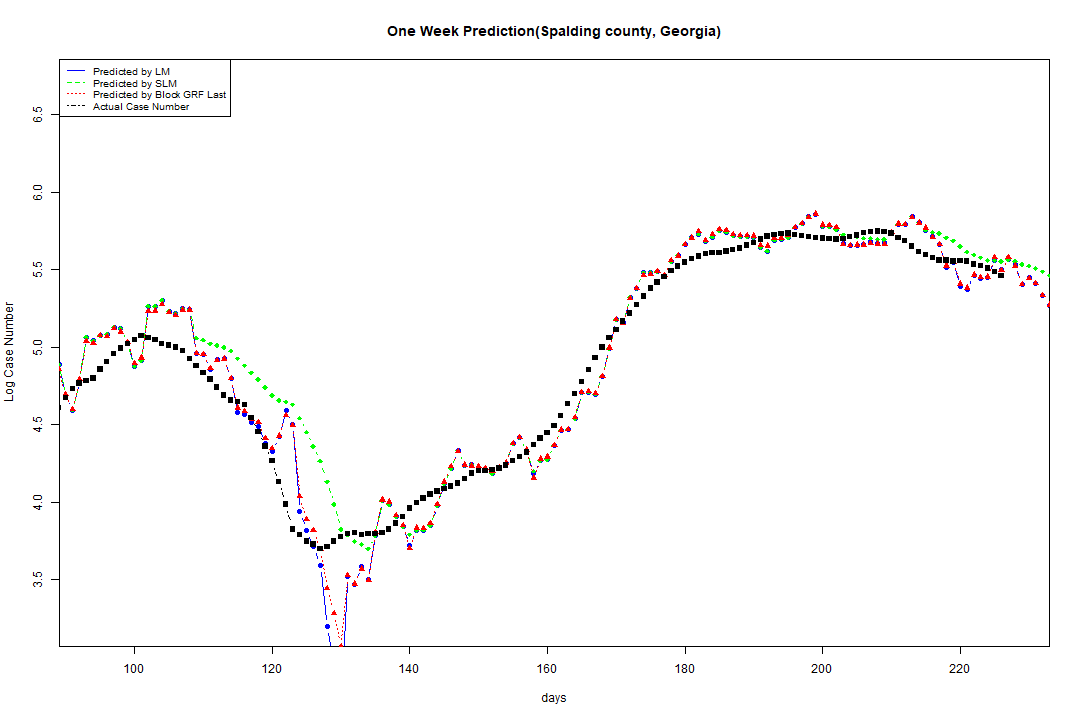 One Week Prediction(Spalding county, Georgia)
Predicted by LM
Predicted by SLM
Predicted by Block GRF Last
Actual Case Number
Log Case Number
6.5
6.0
5.5
5.0
4.5
4.0
3.5
100 120 140 160 180 200 220
days